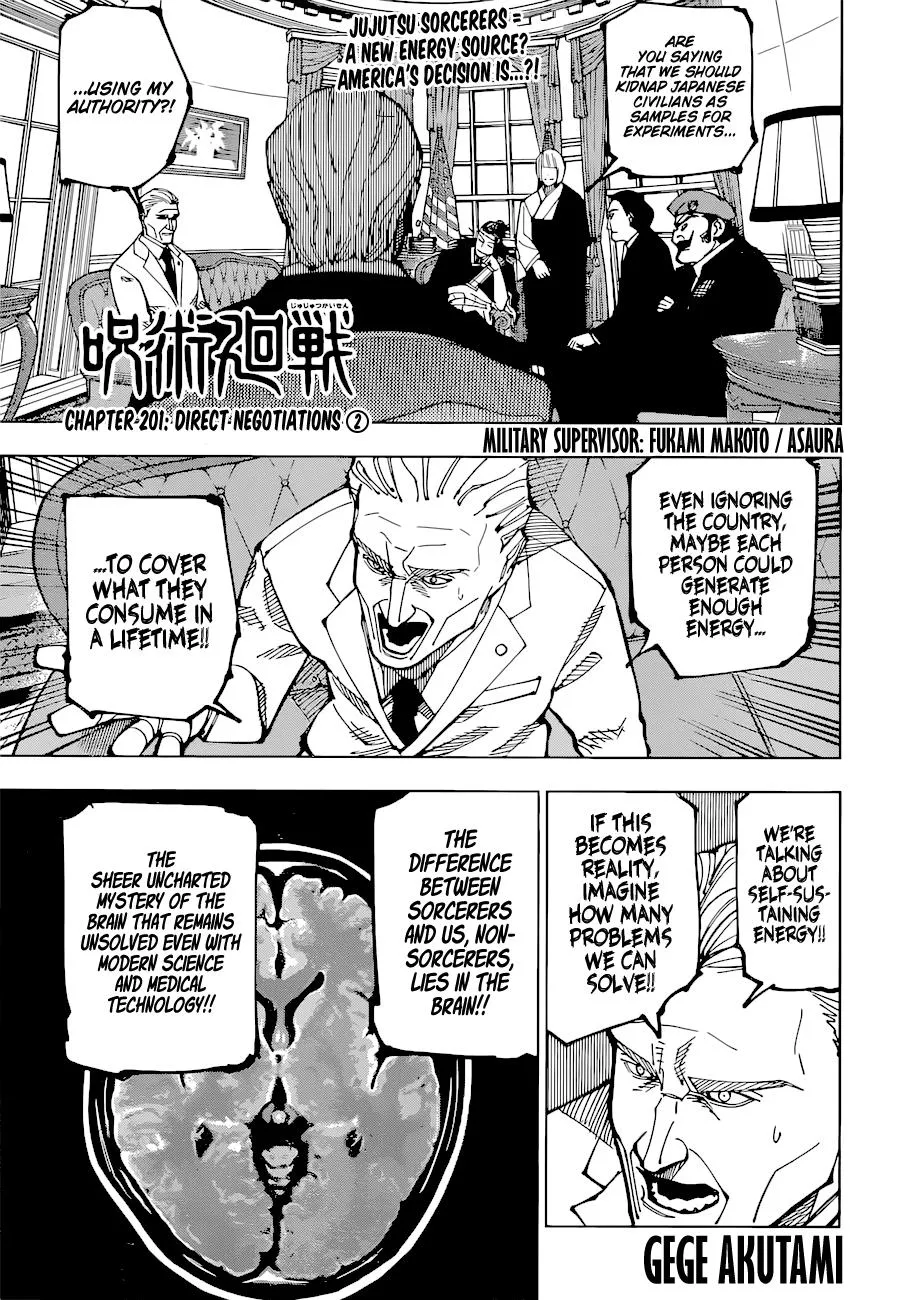 JUJUTSU SORCERERS =
A NEW ENERGY SOURCE?
AMERICA'S DECISION IS...?!
ARE
YOU SAYING
THAT WE SHOULD
KIDNAP JAPANESE
CIVILIANS AS
SAMPLES FOR
EXPERIMENTS...
...USING MY
AUTHORITY?!
じゅじゅつかいせん
呪術廻戦
CHAPTER 201: DIRECT NEGOTIATIONS ②
MILITARY SUPERVISOR: FUKAMI MAKOTO / ASAURA
EVEN IGNORING
THE COUNTRY,
MAYBE EACH
PERSON COULD
GENERATE
ENOUGH
ENERGY...
...TO COVER
WHAT THEY
CONSUME IN
A LIFETIME!!
WE'RE
TALKING
ABOUT
SELF-SUS-
TAINING
ENERGY!!
IF THIS
BECOMES
REALITY,
IMAGINE
HOW MANY
PROBLEMS
WE CAN
SOLVE!!
THE
DIFFERENCE
BETWEEN
SORCERERS
AND US, NON-
SORCERERS,
LIES IN THE
BRAIN!!
THE
SHEER UNCHARTED
MYSTERY OF THE
BRAIN THAT REMAINS
UNSOLVED EVEN WITH
MODERN SCIENCE
AND MEDICAL
TECHNOLOGY!!
GEGE AKUTAMI